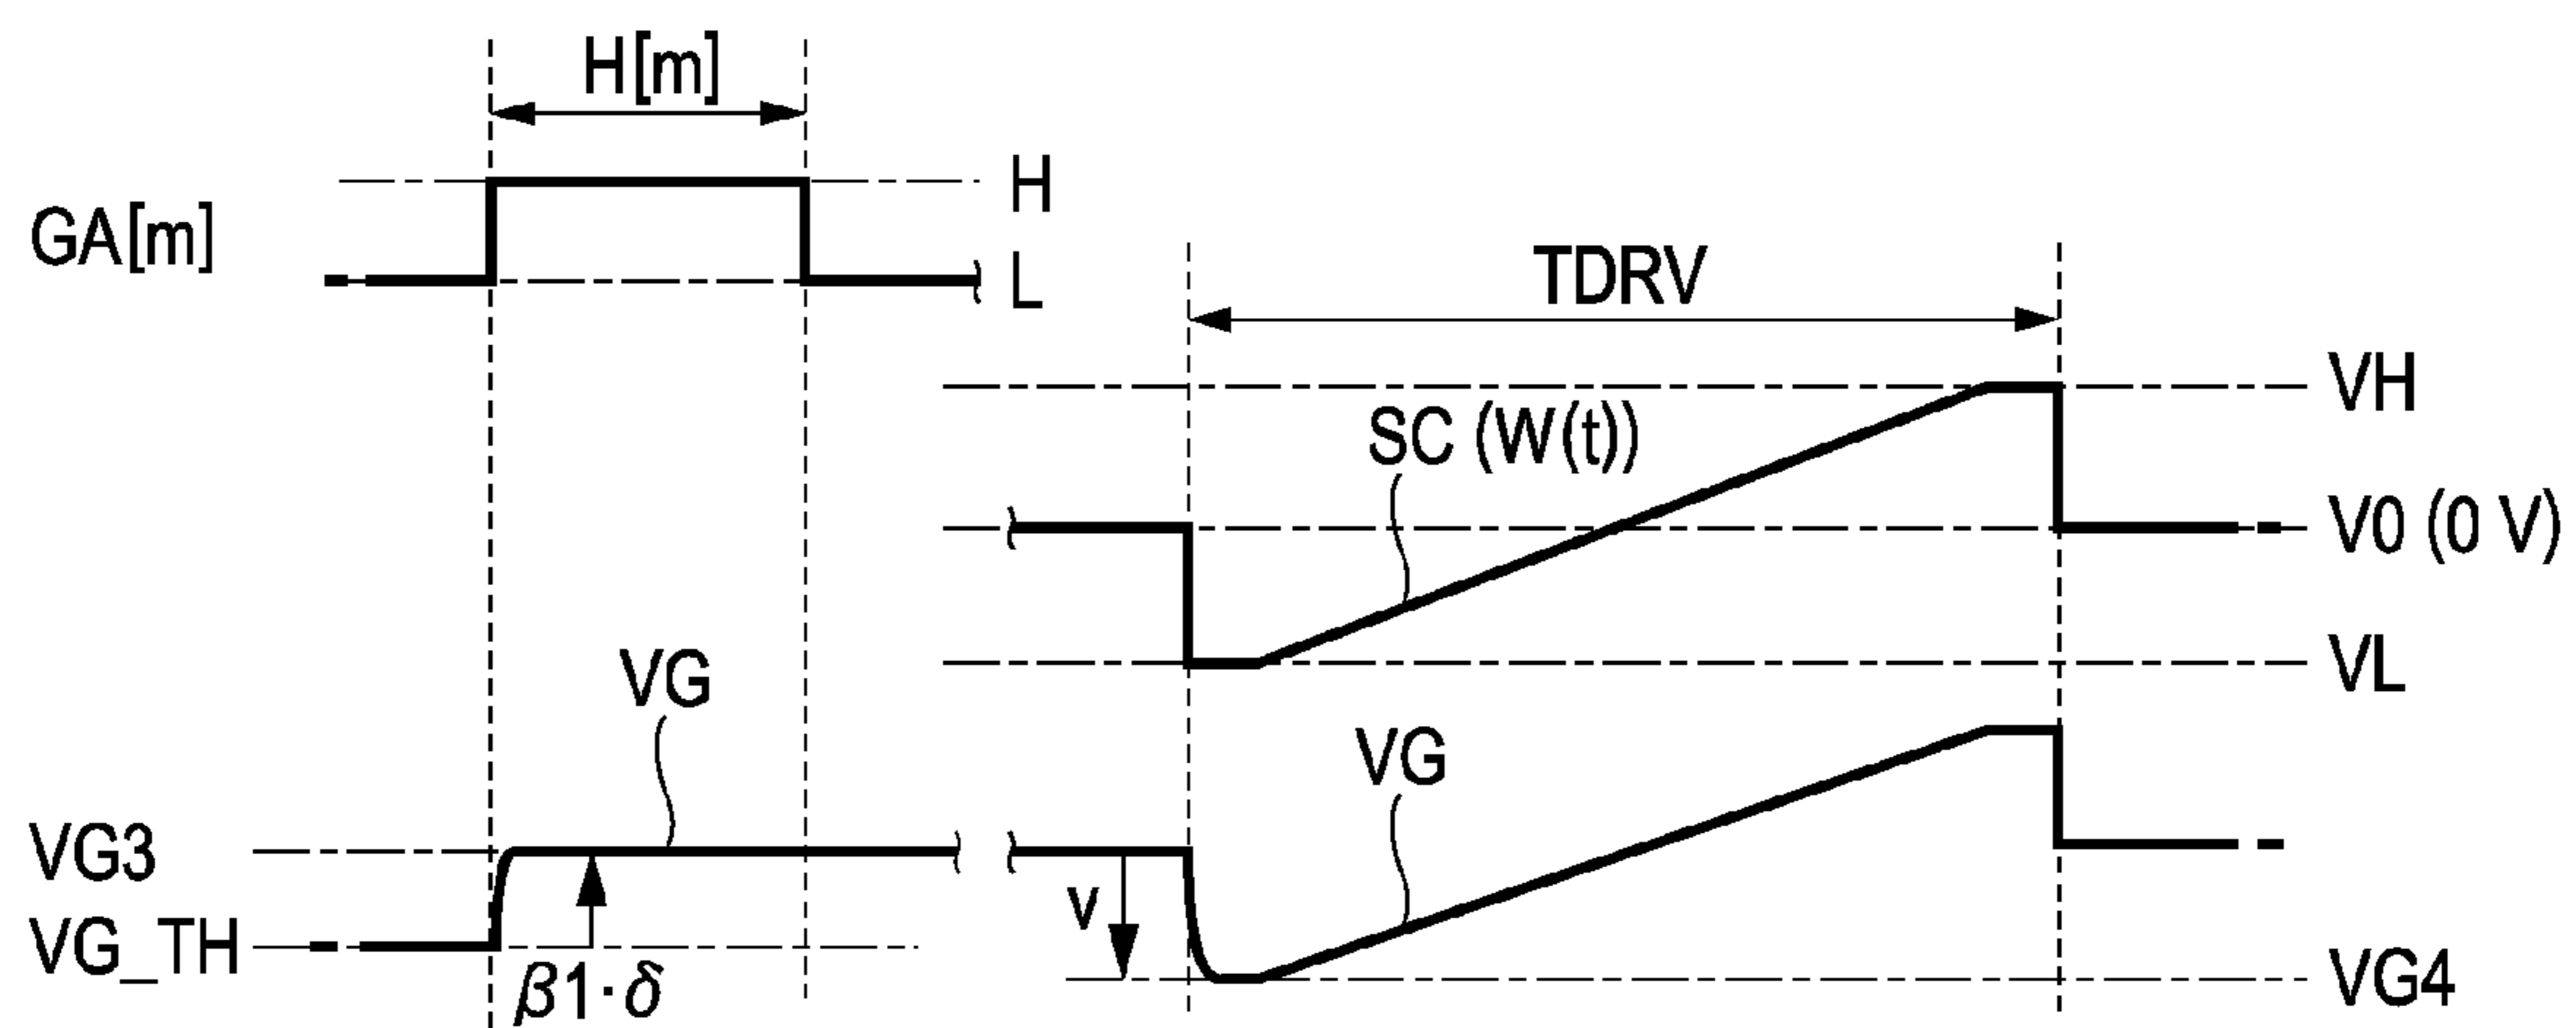 H[m]
GA[m]
H
L
TDRV
VH
SC (W(t))
V0 (0 V)
VL
VG
VG
VG3
v
VG_TH
β1·δ
VG4